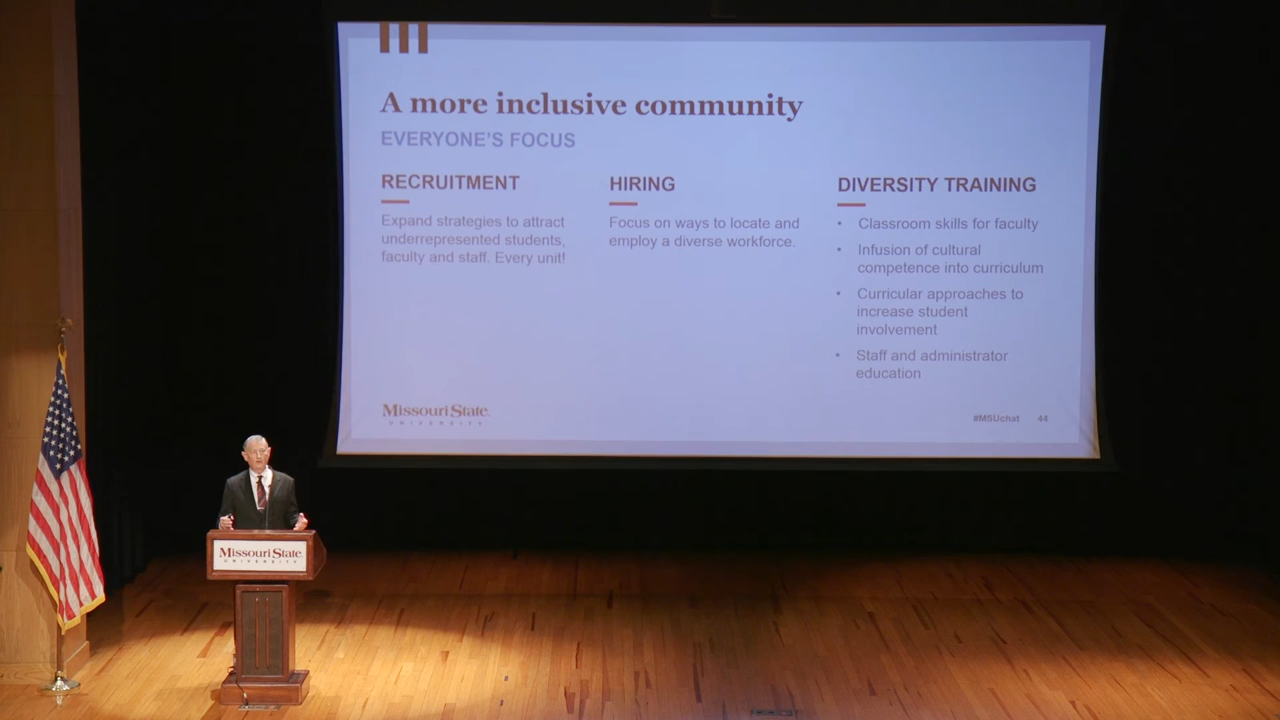 A more inclusive community
EVERYONE'S FOCUS
RECRUITMENT
Expand strategies to attract
underrepresented students,
faculty and staff. Every unit!
HIRING
Focus on ways to locate and
employ a diverse workforce.
DIVERSITY TRAINING
• Classroom skills for faculty
• Infusion of cultural
competence into curriculum
• Curricular approaches to
increase student
involvement
• Staff and administrator
education
Missouri State
UNIVERSITY
#MSUchat 44
Missouri State
UNIVERSITY